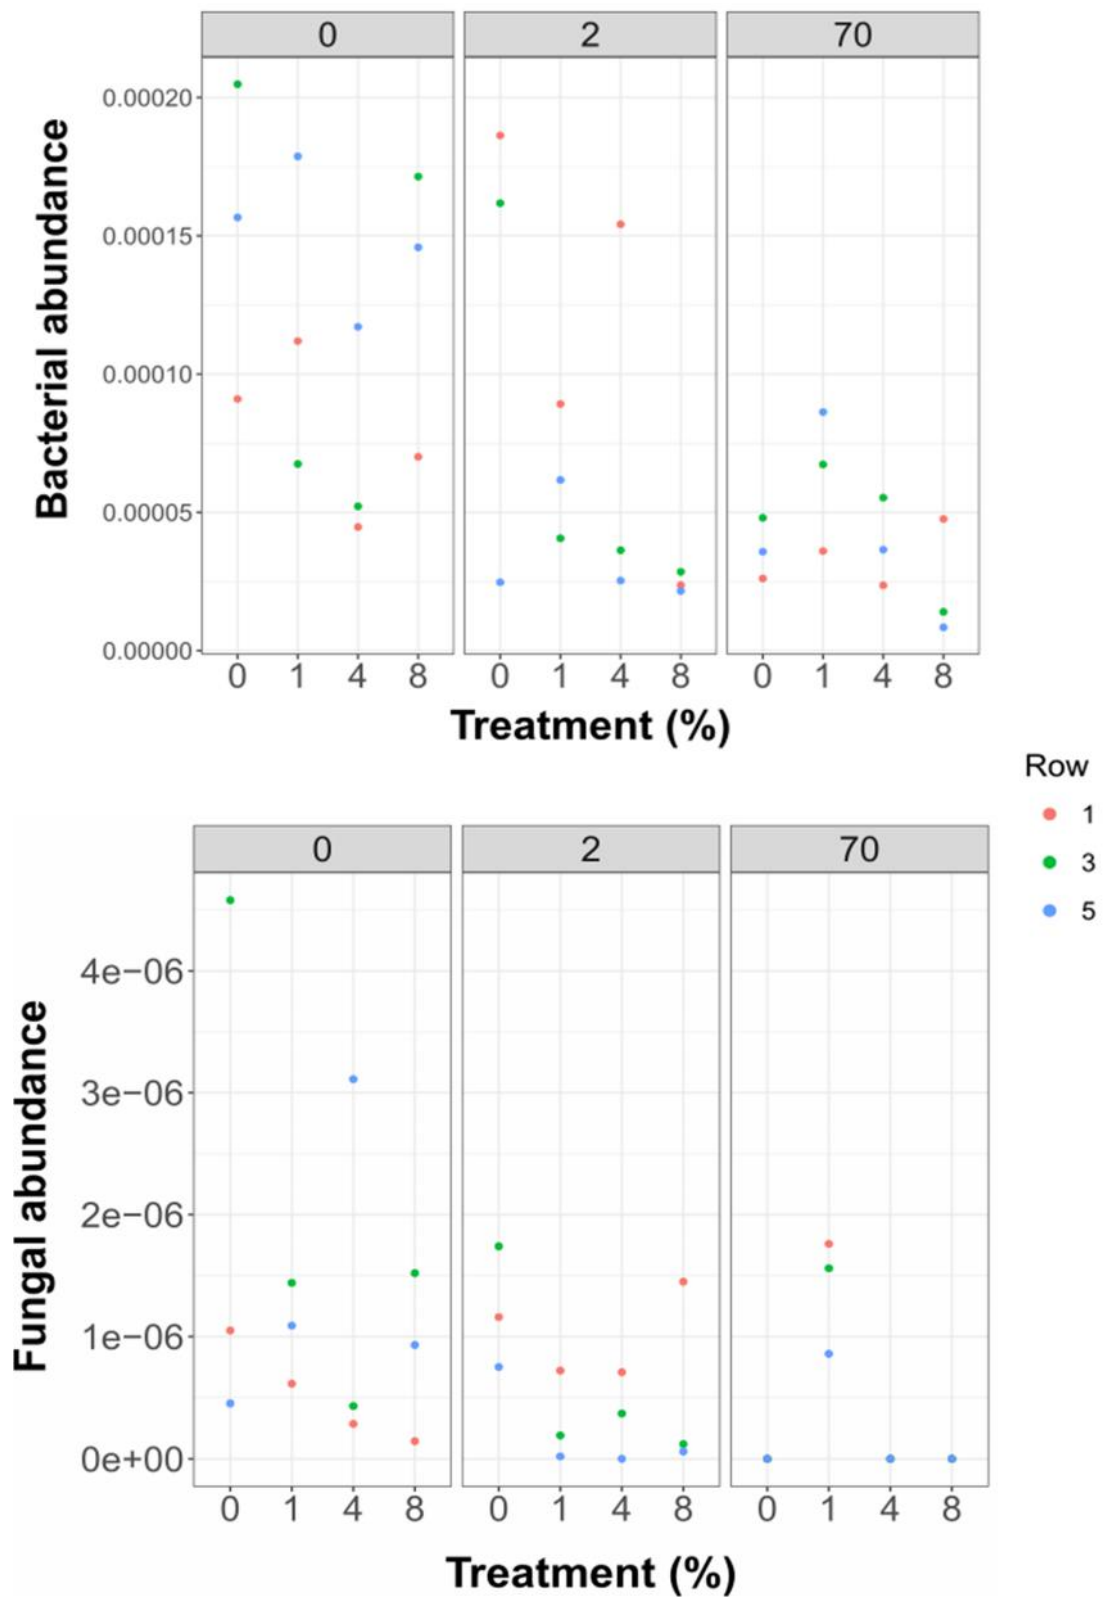 0 2 70
0.00020
0.00015
0.00010
0.00005
0.00000
Bacterial abundance
0 1 4 8 0 1 4 8 0 1 4 8
Treatment (%)
Row
1
3
5
0 2 70
4e−06
3e−06
2e−06
1e−06
0e+00
Fungal abundance
0 1 4 8 0 1 4 8 0 1 4 8
Treatment (%)